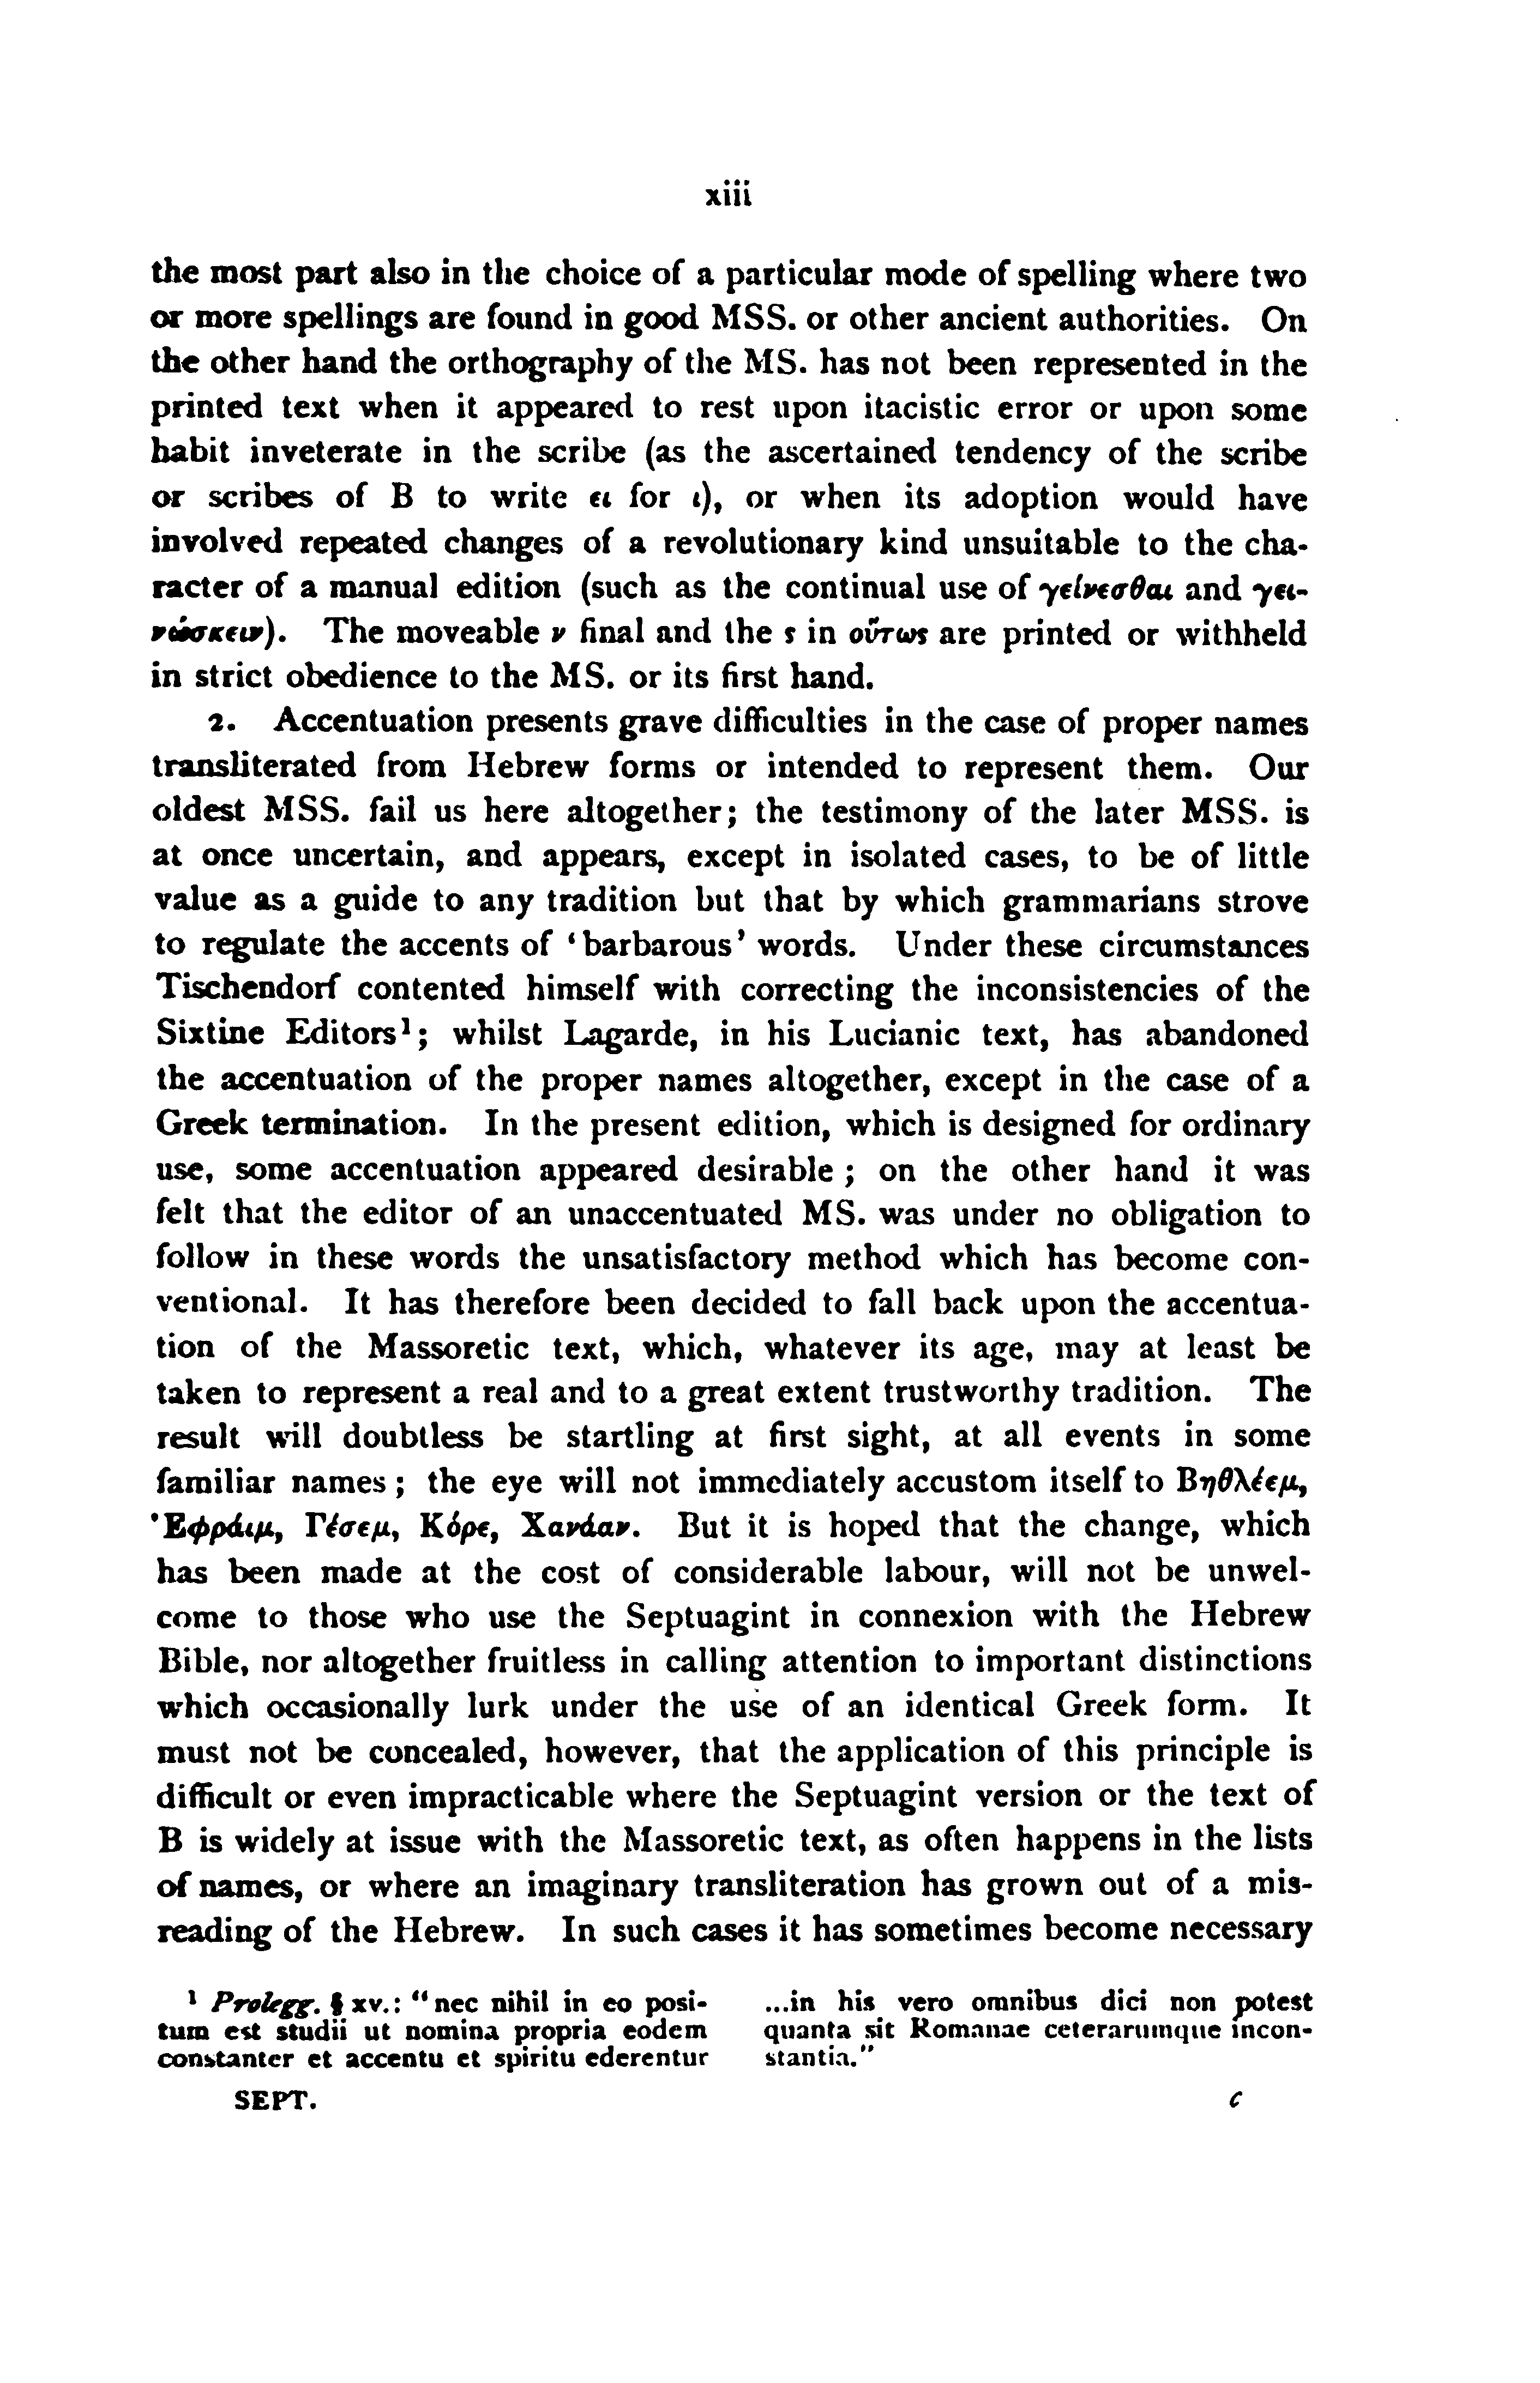 xiii
the most part also in the choice of a particular mode of spelling where two
or more spellings are found in good MSS. or other ancient authorities. On
the other hand the orthography of the MS. has not been represented in the
printed text when it appeared to rest upon itacistic error or upon some
habit inveterate in the scribe (as the ascertained tendency of the scribe
or scribes of B to write ει for ι), or when its adoption would have
involved repeated changes of a revolutionary kind unsuitable to the cha-
racter of a manual edition (such as the continual use of γείνεσθαι and γει-
νώσκειν). The moveable ν final and the ς in οὕτως are printed or withheld
in strict obedience to the MS. or its first hand.
2. Accentuation presents grave difficulties in the case of proper names
transliterated from Hebrew forms or intended to represent them. Our
oldest MSS. fail us here altogether; the testimony of the later MSS. is
at once uncertain, and appears, except in isolated cases, to be of little
value as a guide to any tradition but that by which grammarians strove
to regulate the accents of ‘barbarous’ words. Under these circumstances
Tischendorf contented himself with correcting the inconsistencies of the
Sixtine Editors¹; whilst Lagarde, in his Lucianic text, has abandoned
the accentuation of the proper names altogether, except in the case of a
Greek termination. In the present edition, which is designed for ordinary
use, some accentuation appeared desirable; on the other hand it was
felt that the editor of an unaccentuated MS. was under no obligation to
follow in these words the unsatisfactory method which has become con-
ventional. It has therefore been decided to fall back upon the accentua-
tion of the Massoretic text, which, whatever its age, may at least be
taken to represent a real and to a great extent trustworthy tradition. The
result will doubtless be startling at first sight, at all events in some
familiar names; the eye will not immediately accustom itself to Βηθλέεμ,
Ἐφράιμ, Γέσεμ, Κόρε, Χανάαν. But it is hoped that the change, which
has been made at the cost of considerable labour, will not be unwel-
come to those who use the Septuagint in connexion with the Hebrew
Bible, nor altogether fruitless in calling attention to important distinctions
which occasionally lurk under the use of an identical Greek form. It
must not be concealed, however, that the application of this principle is
difficult or even impracticable where the Septuagint version or the text of
B is widely at issue with the Massoretic text, as often happens in the lists
of names, or where an imaginary transliteration has grown out of a mis-
reading of the Hebrew. In such cases it has sometimes become necessary
¹ Prolegg. § xv.: “nec nihil in eo posi-
tum est studii ut nomina propria eodem
constanter et accentu et spiritu ederentur
...in his vero omnibus dici non potest
quanta sit Romanae ceterarumque incon-
stantia.”
SEPT.
c